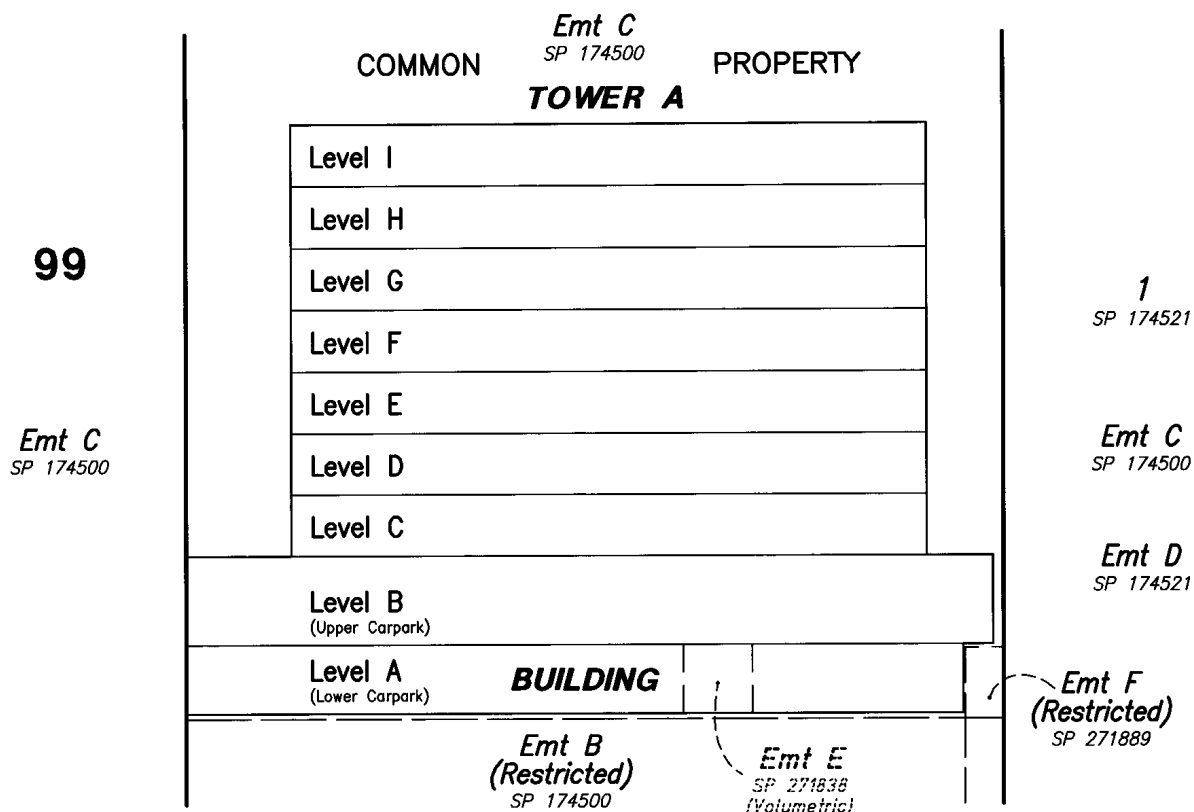 Emt C
SP 174500
COMMON PROPERTY
TOWER A
Level I
Level H
99
Level G
1
SP 174521
Level F
Level E
Emt C
SP 174500
Emt C
SP 174500
Level D
Level C
Emt D
SP 174521
Level B
(Upper Carpark)
Level A
(Lower Carpark)
BUILDING
Emt F
(Restricted)
SP 271889
Emt B
(Restricted)
SP 174500
Emt E
SP 271838
(Volumetric)